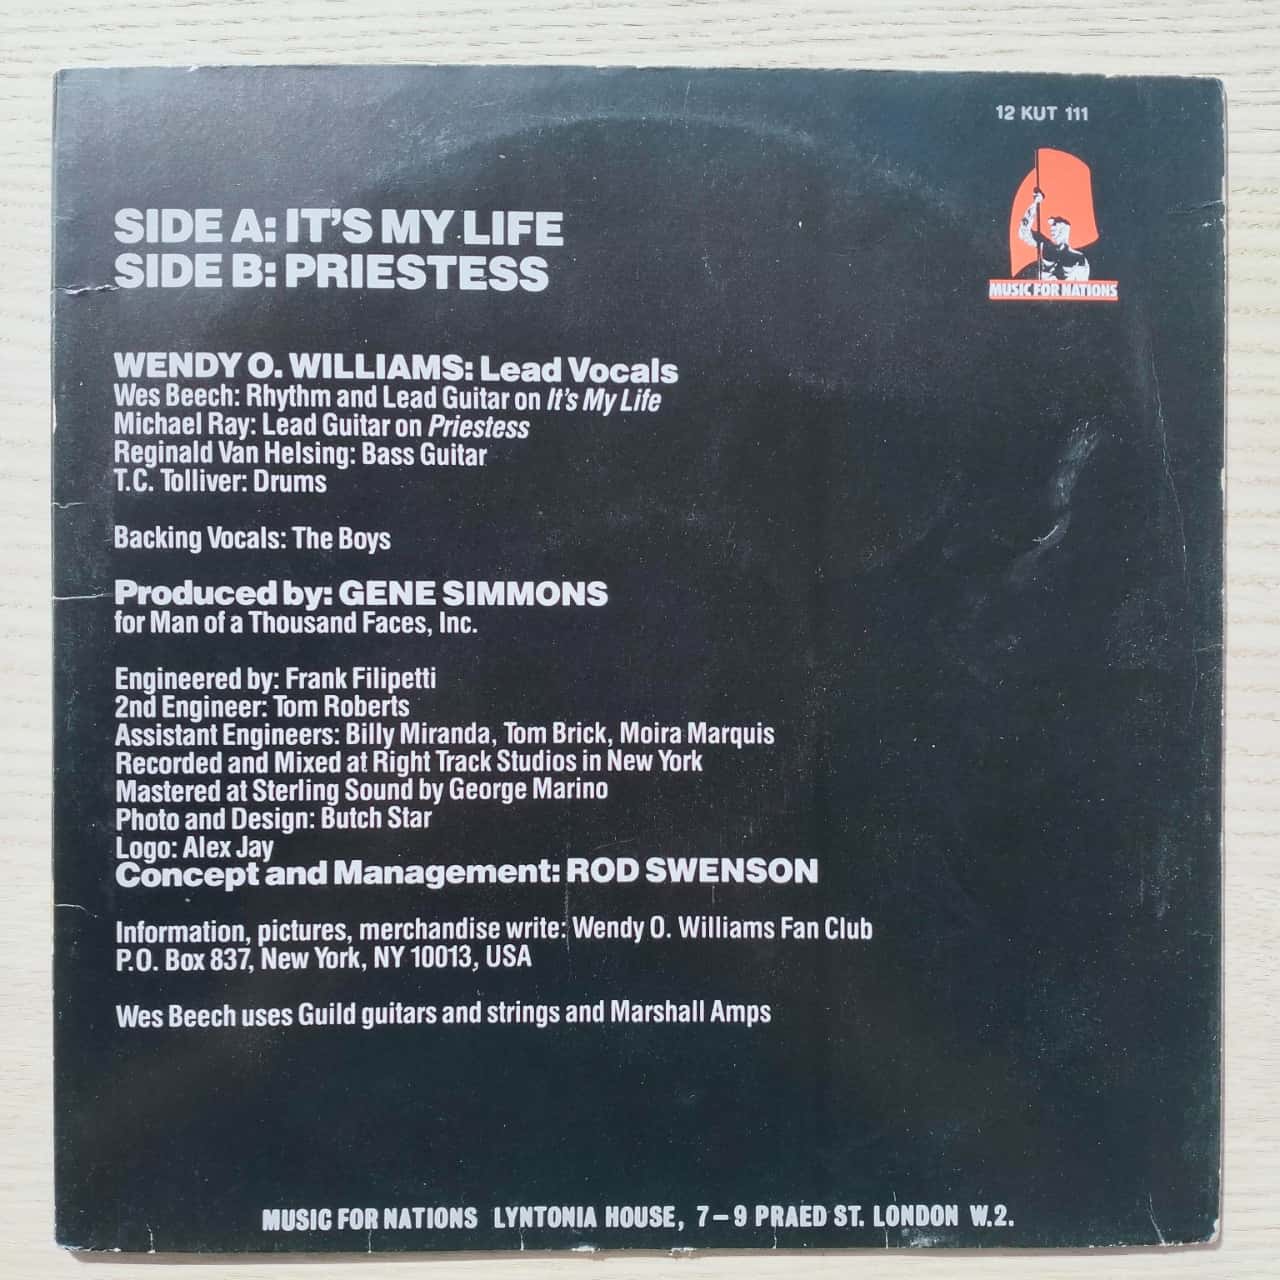 12 KUT 111
MUSIC FOR NATIONS
SIDE A: IT'S MY LIFE
SIDE B: PRIESTESS
WENDY O. WILLIAMS: Lead Vocals
Wes Beech: Rhythm and Lead Guitar on It's My Life
Michael Ray: Lead Guitar on Priestess
Reginald Van Helsing: Bass Guitar
T.C. Tolliver: Drums
Backing Vocals: The Boys
Produced by: GENE SIMMONS
for Man of a Thousand Faces, Inc.
Engineered by: Frank Filipetti
2nd Engineer: Tom Roberts
Assistant Engineers: Billy Miranda, Tom Brick, Moira Marquis
Recorded and Mixed at Right Track Studios in New York
Mastered at Sterling Sound by George Marino
Photo and Design: Butch Star
Logo: Alex Jay
Concept and Management: ROD SWENSON
Information, pictures, merchandise write: Wendy O. Williams Fan Club
P.O. Box 837, New York, NY 10013, USA
Wes Beech uses Guild guitars and strings and Marshall Amps
MUSIC FOR NATIONS LYNTONIA HOUSE, 7-9 PRAED ST. LONDON W.2.